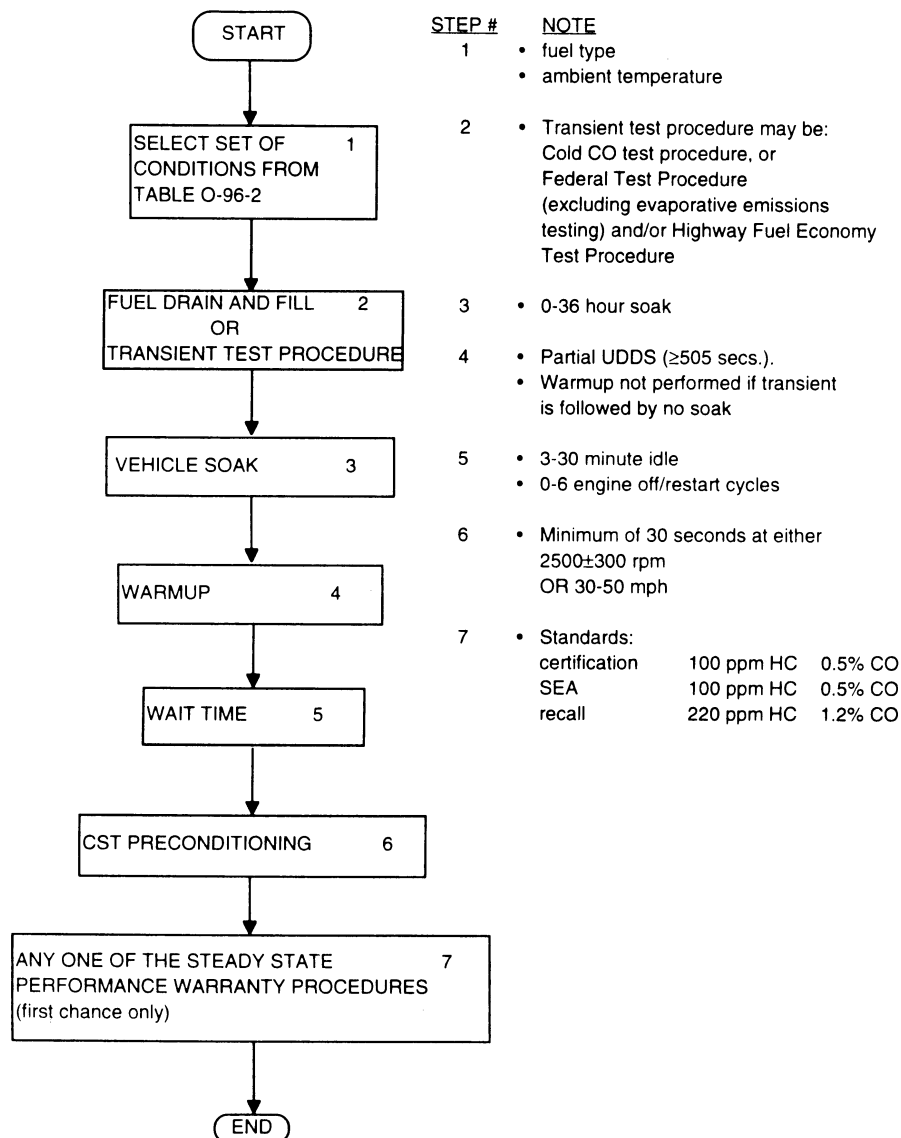 START
SELECT SET OF 1
CONDITIONS FROM
TABLE O-96-2
FUEL DRAIN AND FILL 2
OR
TRANSIENT TEST PROCEDURE
VEHICLE SOAK 3
WARMUP 4
WAIT TIME 5
CST PRECONDITIONING 6
ANY ONE OF THE STEADY STATE 7
PERFORMANCE WARRANTY PROCEDURES
(first chance only)
END
STEP # NOTE
1 • fuel type
• ambient temperature
2 • Transient test procedure may be:
Cold CO test procedure, or
Federal Test Procedure
(excluding evaporative emissions
testing) and/or Highway Fuel Economy
Test Procedure
3 • 0-36 hour soak
4 • Partial UDDS (≥505 secs.).
• Warmup not performed if transient
is followed by no soak
5 • 3-30 minute idle
• 0-6 engine off/restart cycles
6 • Minimum of 30 seconds at either
2500±300 rpm
OR 30-50 mph
7 • Standards:
certification 100 ppm HC 0.5% CO
SEA 100 ppm HC 0.5% CO
recall 220 ppm HC 1.2% CO